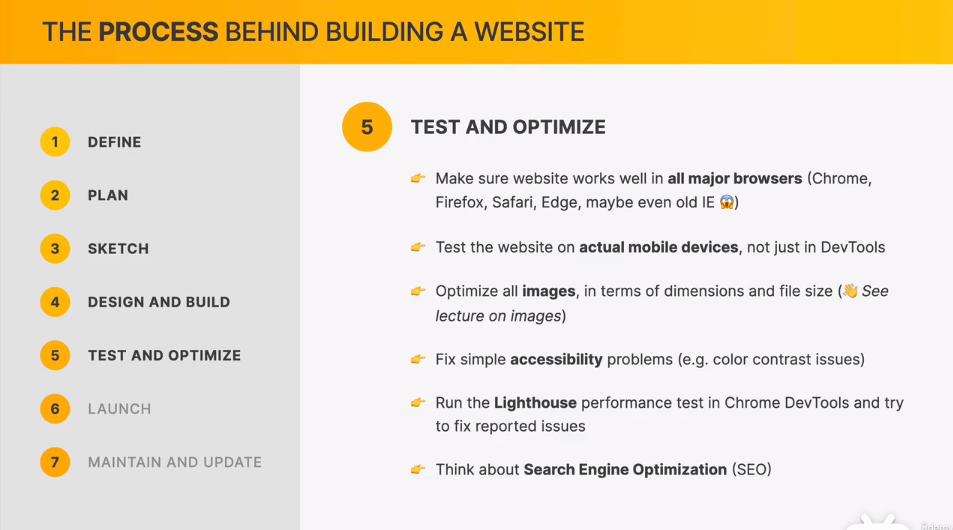 THE PROCESS BEHIND BUILDING A WEBSITE
1 DEFINE
2 PLAN
3 SKETCH
4 DESIGN AND BUILD
5 TEST AND OPTIMIZE
6 LAUNCH
7 MAINTAIN AND UPDATE
5 TEST AND OPTIMIZE
👉 Make sure website works well in all major browsers (Chrome,
Firefox, Safari, Edge, maybe even old IE 😱)
👉 Test the website on actual mobile devices, not just in DevTools
👉 Optimize all images, in terms of dimensions and file size (👋 See
lecture on images)
👉 Fix simple accessibility problems (e.g. color contrast issues)
👉 Run the Lighthouse performance test in Chrome DevTools and try
to fix reported issues
👉 Think about Search Engine Optimization (SEO)